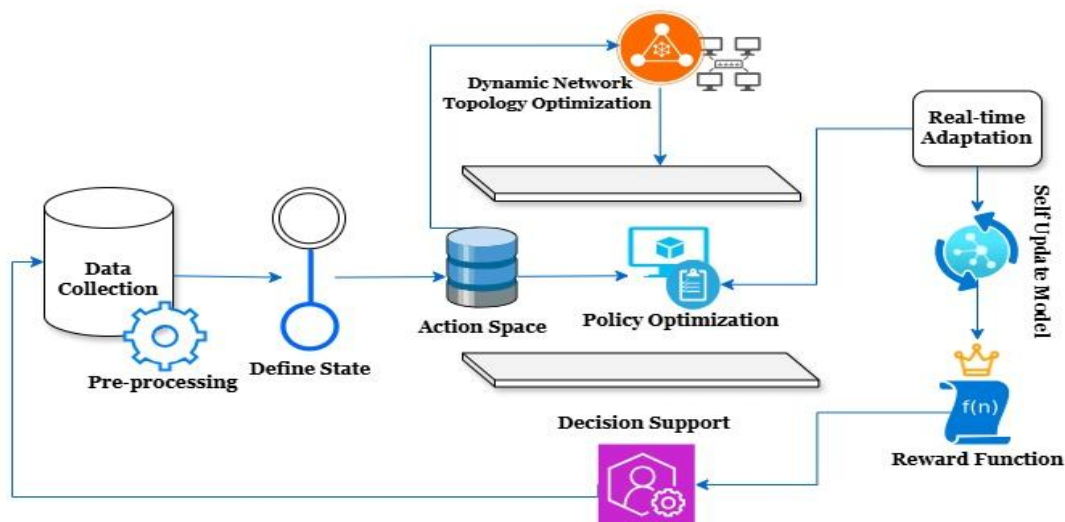 Dynamic Network
Topology Optimization
Real-time
Adaptation
Self Update Model
Data
Collection
Pre-processing
Define State
Action Space
Policy Optimization
Decision Support
f(n)
Reward Function